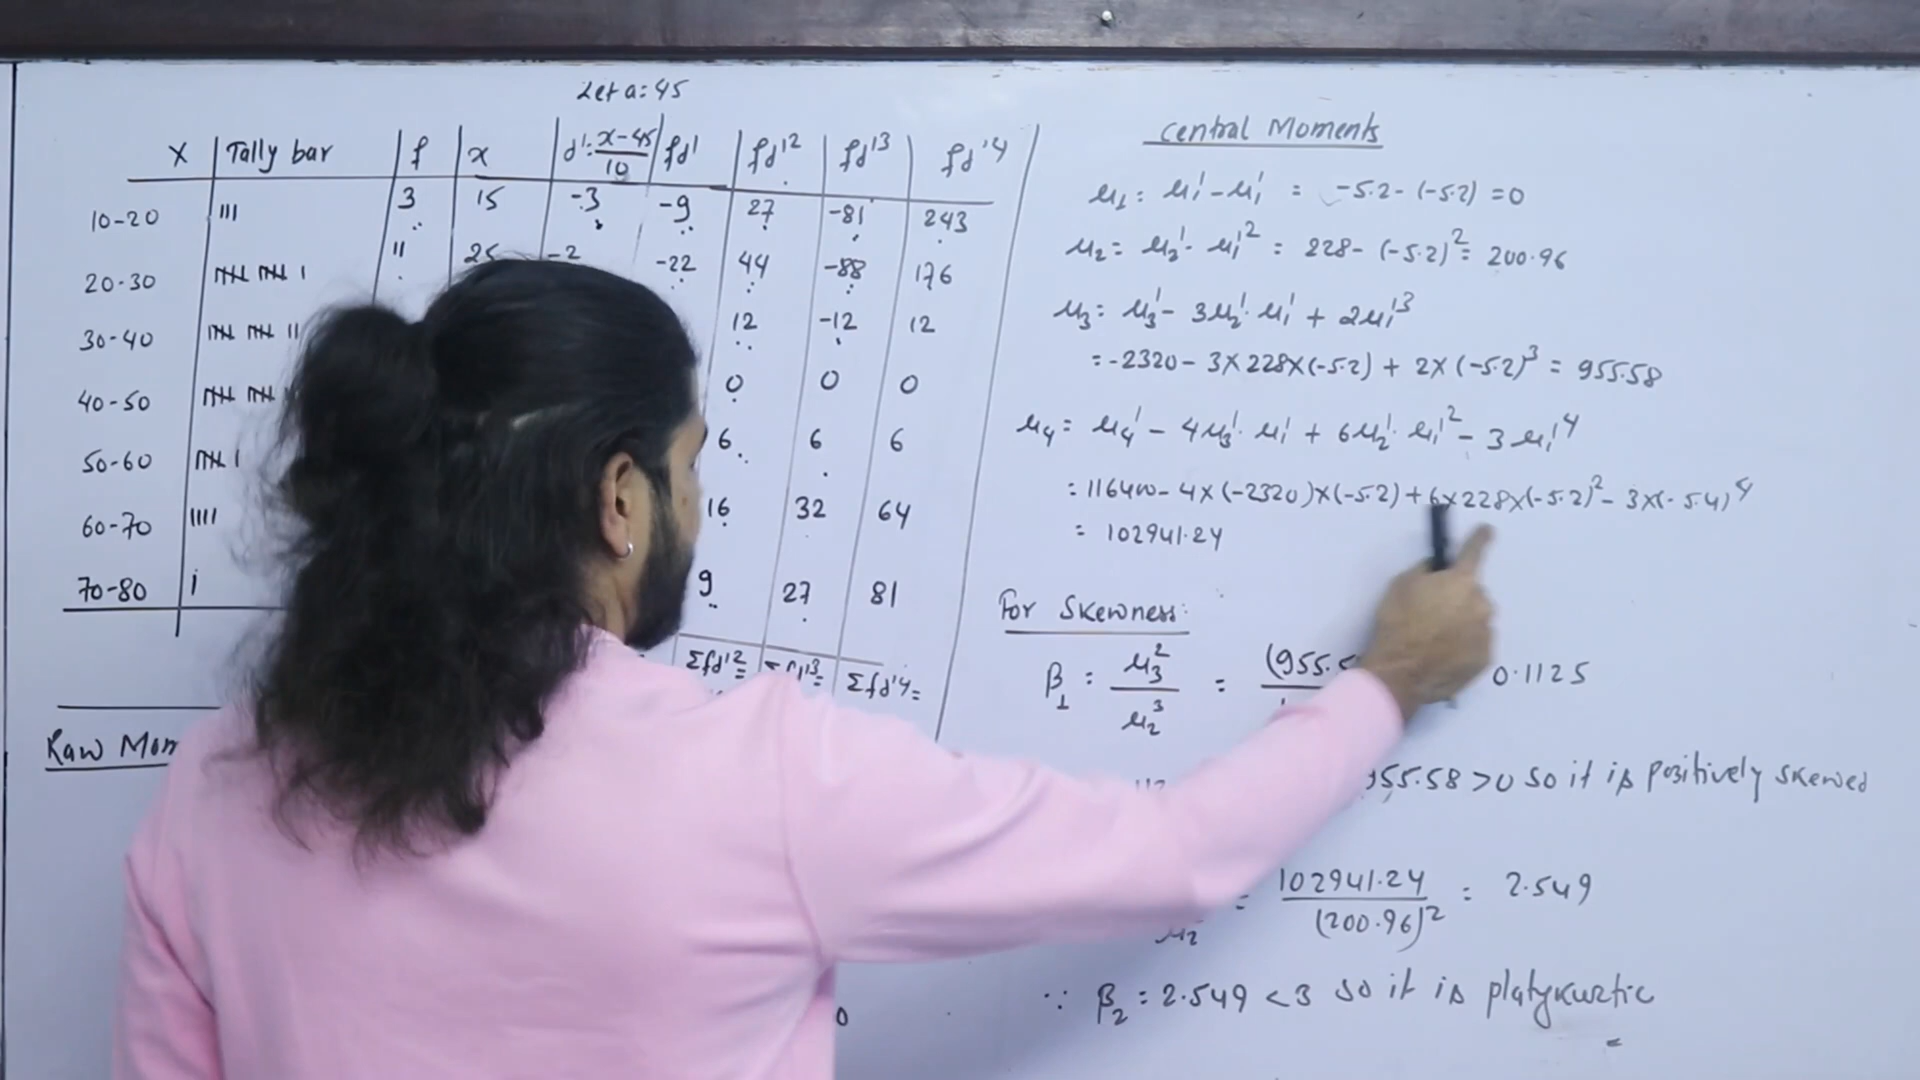 Let a = 45
X | Tally bar | f | x | d' = x-45/10 | fd' | fd'2 | fd'3 | fd'4
10-20 | III | 3 | 15 | -3 | -9 | 27 | -81 | 243
20-30 | 11 | 25 | -2 | -22 | 44 | -88 | 176
30-40 | 12 | -12 | 12
40-50 | 0 | 0 | 0
50-60 | 6 | 6 | 6
60-70 | IIII | 16 | 32 | 64
70-80 | I | 9 | 27 | 81
Σfd'2= | Σfd'4=
Raw Mom
0
Central Moments
μ1 = μ1' - μ1' = -5.2 - (-5.2) = 0
μ2 = μ2' - μ1'2 = 228 - (-5.2)2 = 200.96
μ3 = μ3' - 3μ2'. μ1' + 2μ1'3
= -2320 - 3×228×(-5.2) + 2×(-5.2)3 = 955.58
μ4 = μ4' - 4μ3'. μ1' + 6μ2'. μ1'2 - 3μ1'4
= 116400 - 4×(-2320)×(-5.2) + 6×228×(-5.2)2 - 3×(-5.4)4
= 102941.24
For Skewness:
β1 = μ32/μ23 = (955.5 0.1125
955.58 > 0 so it is positively skewed
μ2 = 102941.24/(200.96)2 = 2.549
∵ β2 = 2.549 < 3 so it is platykurtic